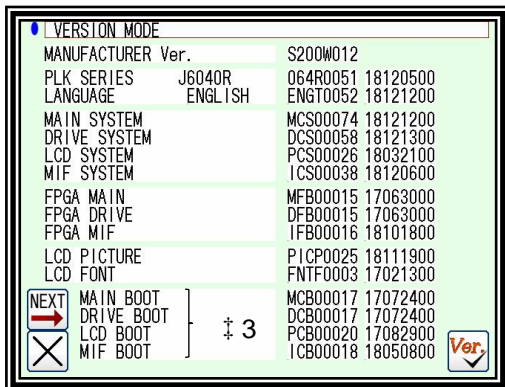 VERSION MODE
MANUFACTURER Ver. S200W012
PLK SERIES J6040R 064R0051 18120500
LANGUAGE ENGLISH ENGT0052 18121200
MAIN SYSTEM MCS00074 18121200
DRIVE SYSTEM DCS00058 18121300
LCD SYSTEM PCS00026 18032100
MIF SYSTEM ICS00038 18120600
FPGA MAIN MFB00015 17063000
FPGA DRIVE DFB00015 17063000
FPGA MIF IFB00016 18101800
LCD PICTURE PICP0025 18111900
LCD FONT FNTF0003 17021300
NEXT MAIN BOOT MCB00017 17072400
DRIVE BOOT DCB00017 17072400
LCD BOOT ‡3 PCB00020 17082900
MIF BOOT ICB00018 18050800
Ver.